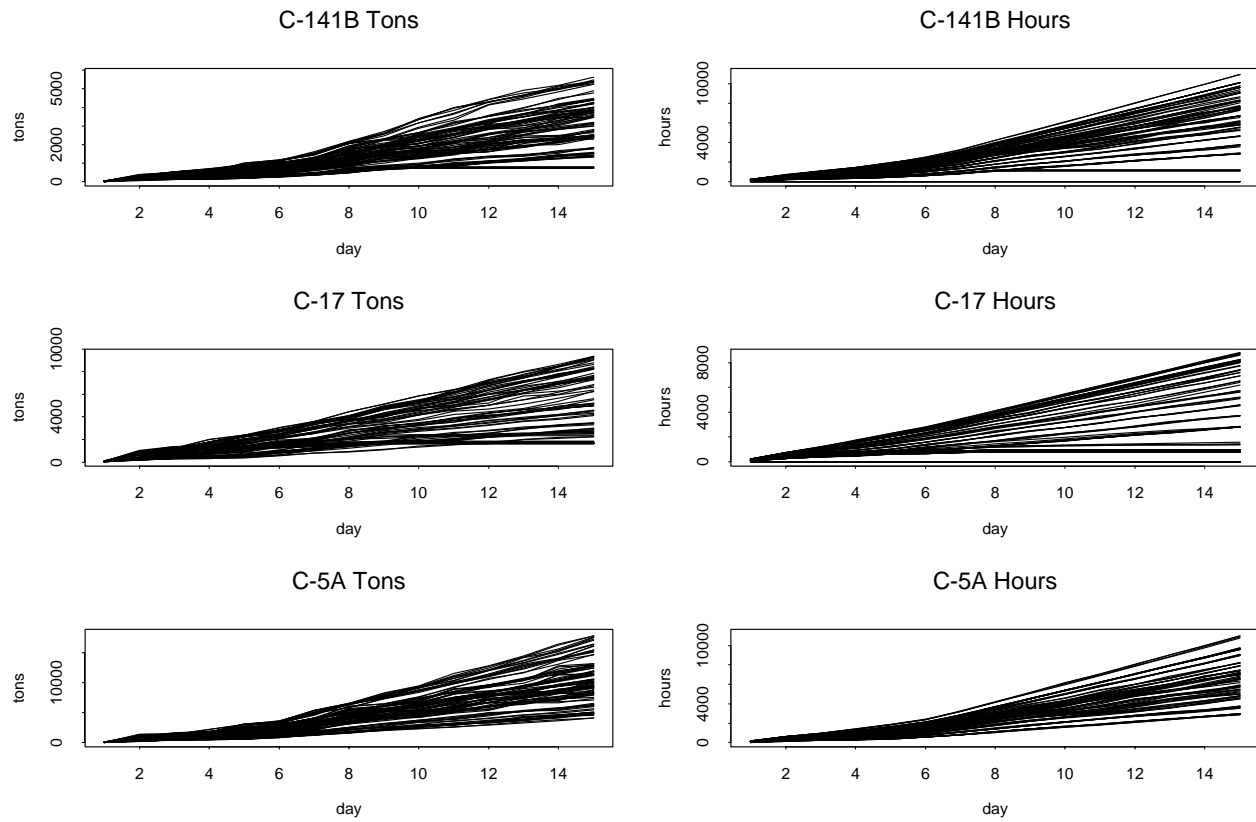 C-141B Tons
tons
0 2000 5000
2 4 6 8 10 12 14
day
C-141B Hours
hours
0 4000 10000
2 4 6 8 10 12 14
day
C-17 Tons
tons
0 4000 10000
2 4 6 8 10 12 14
day
C-17 Hours
hours
0 4000 8000
2 4 6 8 10 12 14
day
C-5A Tons
tons
0 10000
2 4 6 8 10 12 14
day
C-5A Hours
hours
0 4000 10000
2 4 6 8 10 12 14
day